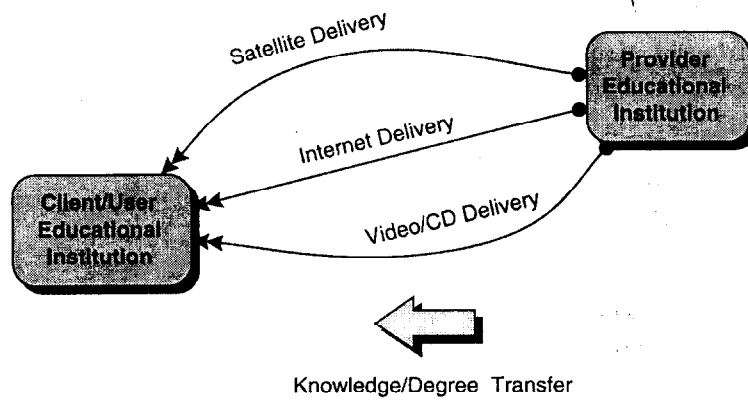 Satellite Delivery
Provider
Educational
Institution
Internet Delivery
Client/User
Educational
Institution
Video/CD Delivery
Knowledge/Degree Transfer